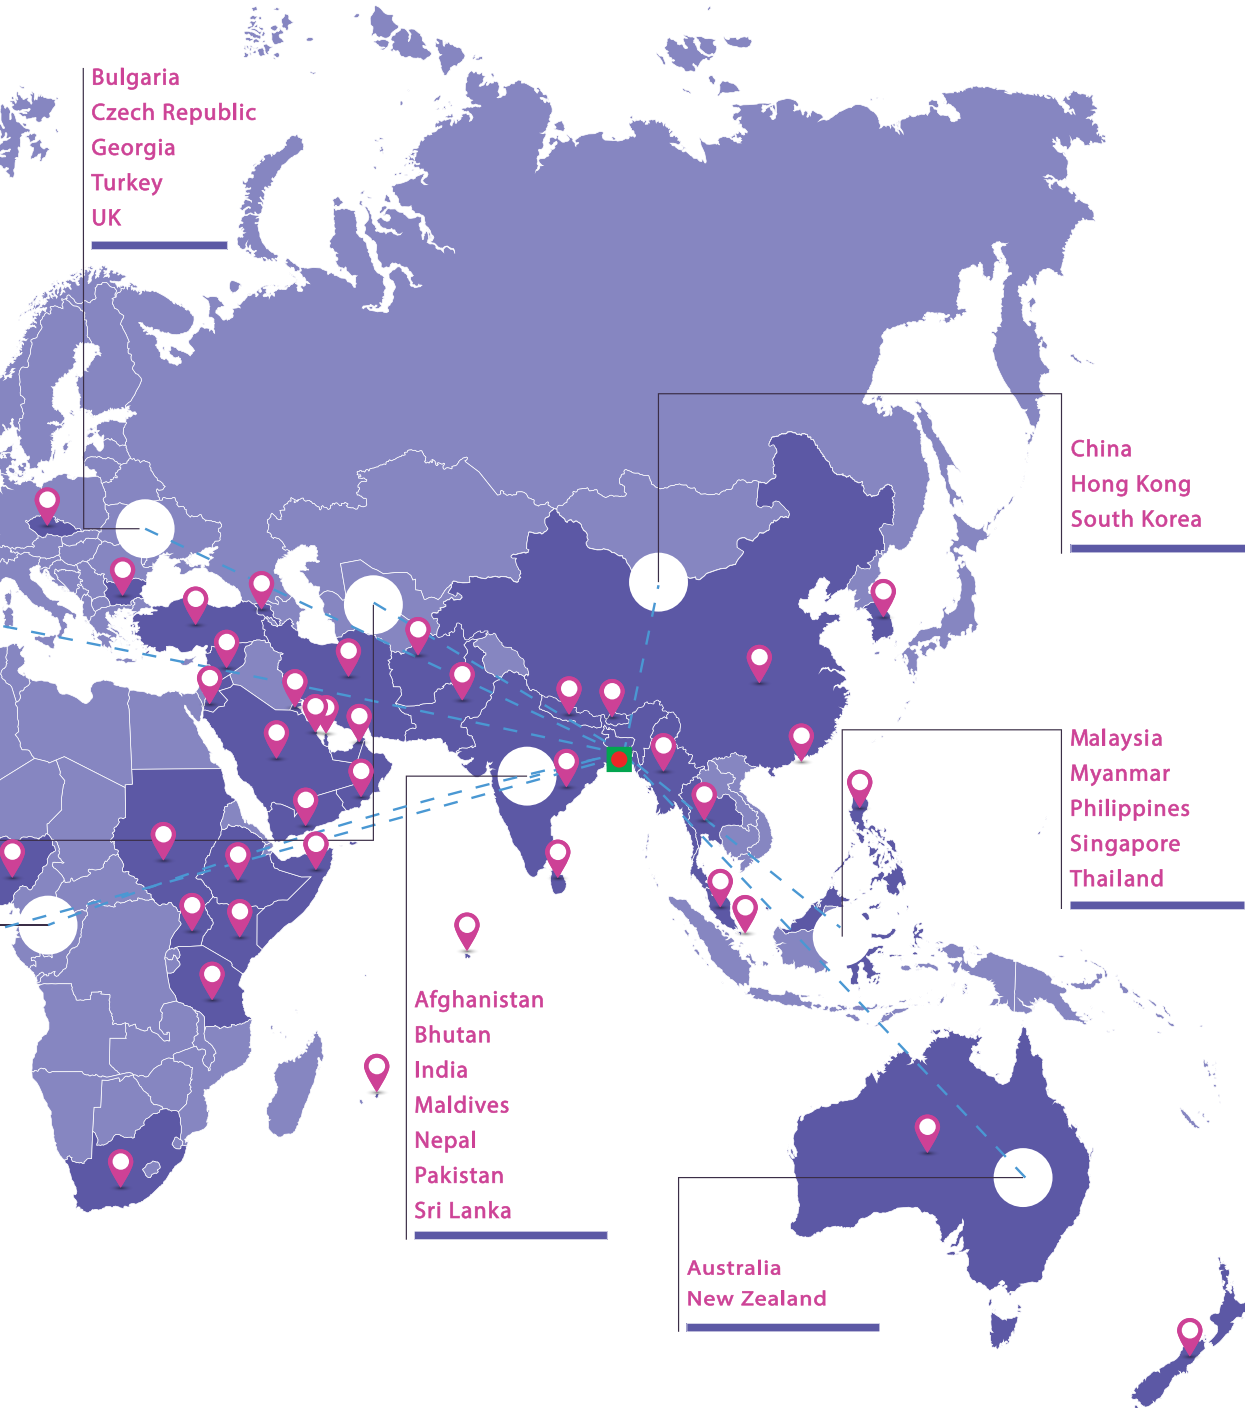 Bulgaria
Czech Republic
Georgia
Turkey
UK
China
Hong Kong
South Korea
Malaysia
Myanmar
Philippines
Singapore
Thailand
Afghanistan
Bhutan
India
Maldives
Nepal
Pakistan
Sri Lanka
Australia
New Zealand